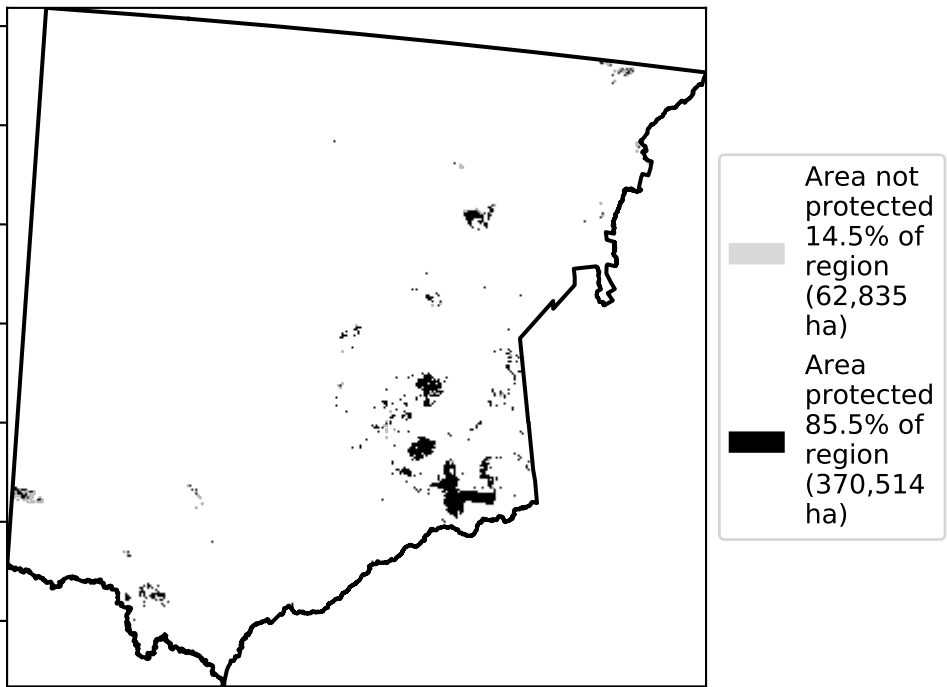 Area not
protected
14.5% of
region
(62,835
ha)
Area
protected
85.5% of
region
(370,514
ha)